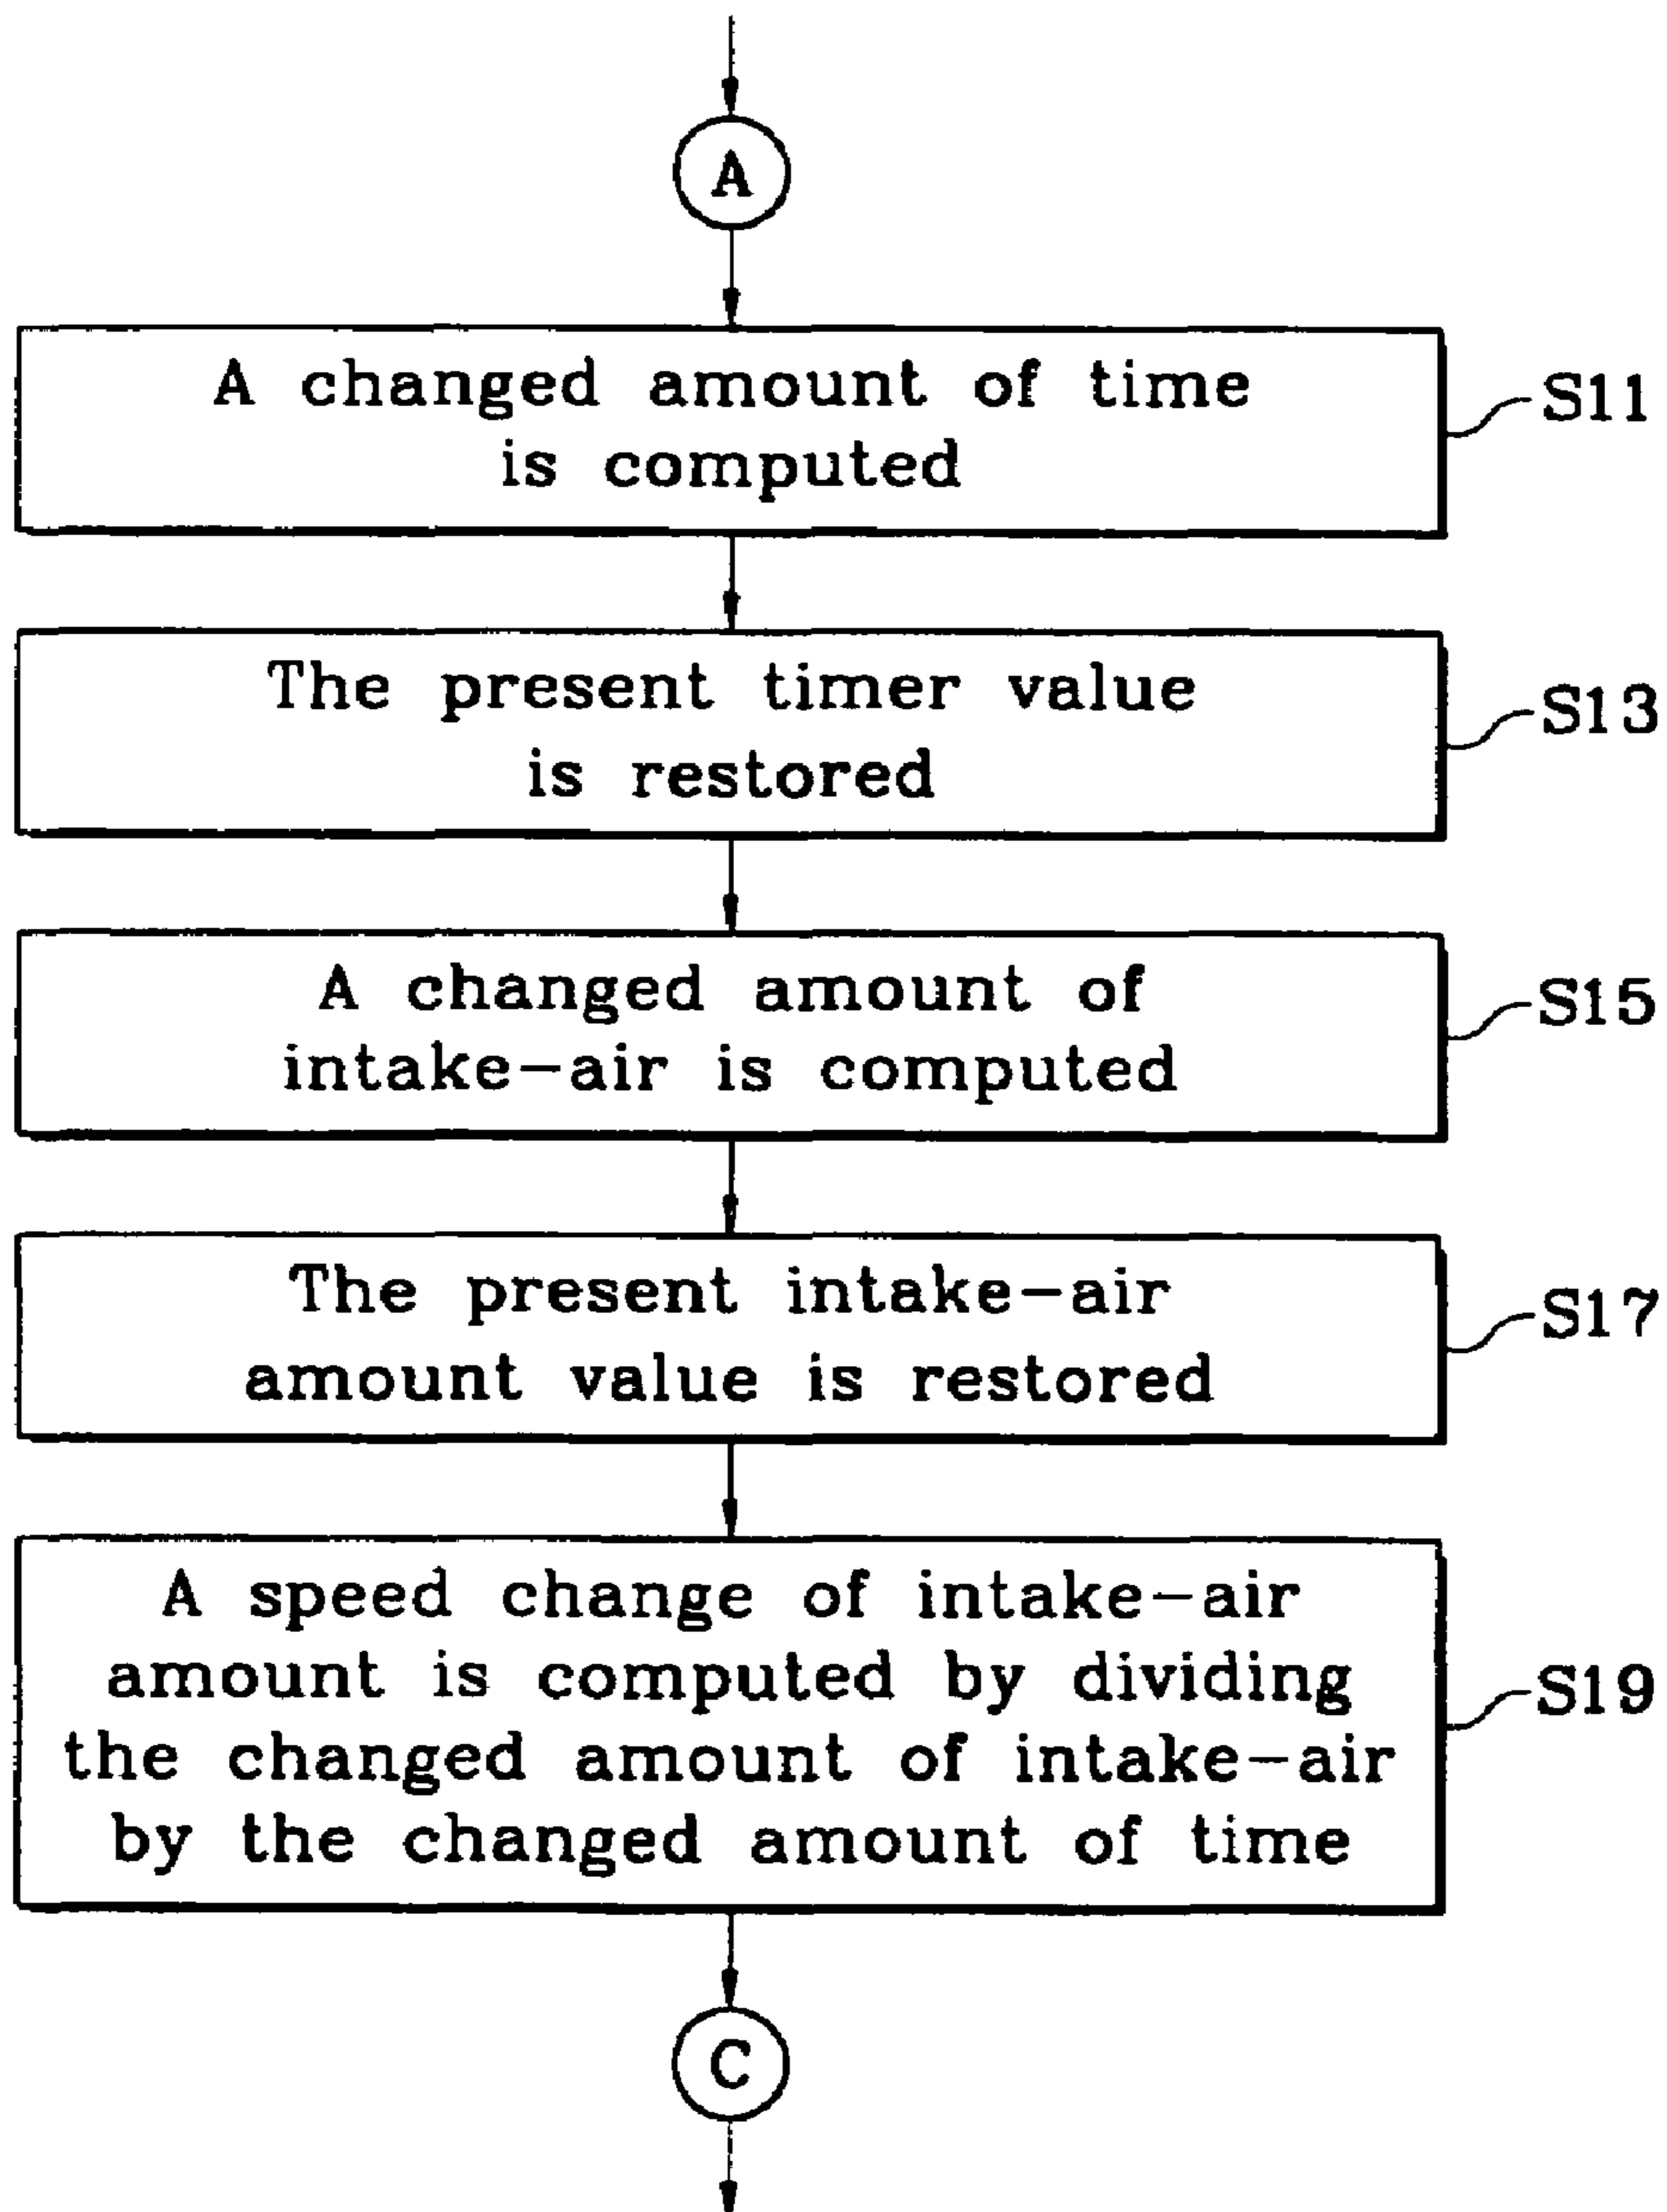 A
A changed amount of time
is computed
S11
The present timer value
is restored
S13
A changed amount of
intake-air is computed
S15
The present intake-air
amount value is restored
S17
A speed change of intake-air
amount is computed by dividing
the changed amount of intake-air
by the changed amount of time
S19
C